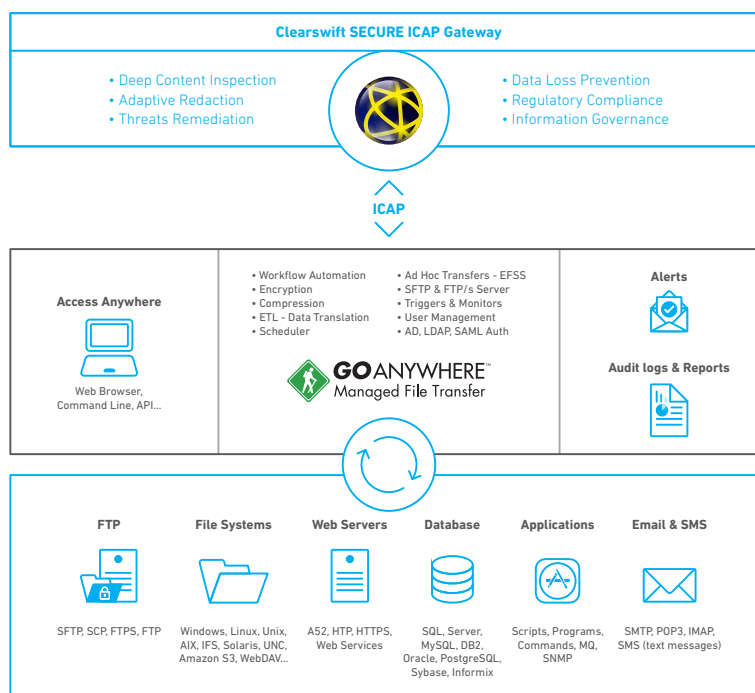 Clearswift SECURE ICAP Gateway
• Deep Content Inspection
• Adaptive Redaction
• Threats Remediation
• Data Loss Prevention
• Regulatory Compliance
• Information Governance
ICAP
Access Anywhere
Web Browser,
Command Line, API...
• Workflow Automation
• Encryption
• Compression
• ETL - Data Translation
• Scheduler
• Ad Hoc Transfers - EFSS
• SFTP & FTP/s Server
• Triggers & Monitors
• User Management
• AD, LDAP, SAML Auth
GOANYWHERE™
Managed File Transfer
Alerts
Audit logs & Reports
FTP
SFTP, SCP, FTPS, FTP
File Systems
Windows, Linux, Unix,
AIX, IFS, Solaris, UNC,
Amazon S3, WebDAV...
Web Servers
A52, HTP, HTTPS,
Web Services
Database
SQL, Server,
MySQL, DB2,
Oracle, PostgreSQL,
Sybase, Informix
Applications
Scripts, Programs,
Commands, MQ,
SNMP
Email & SMS
SMTP, POP3, IMAP,
SMS (text messages)